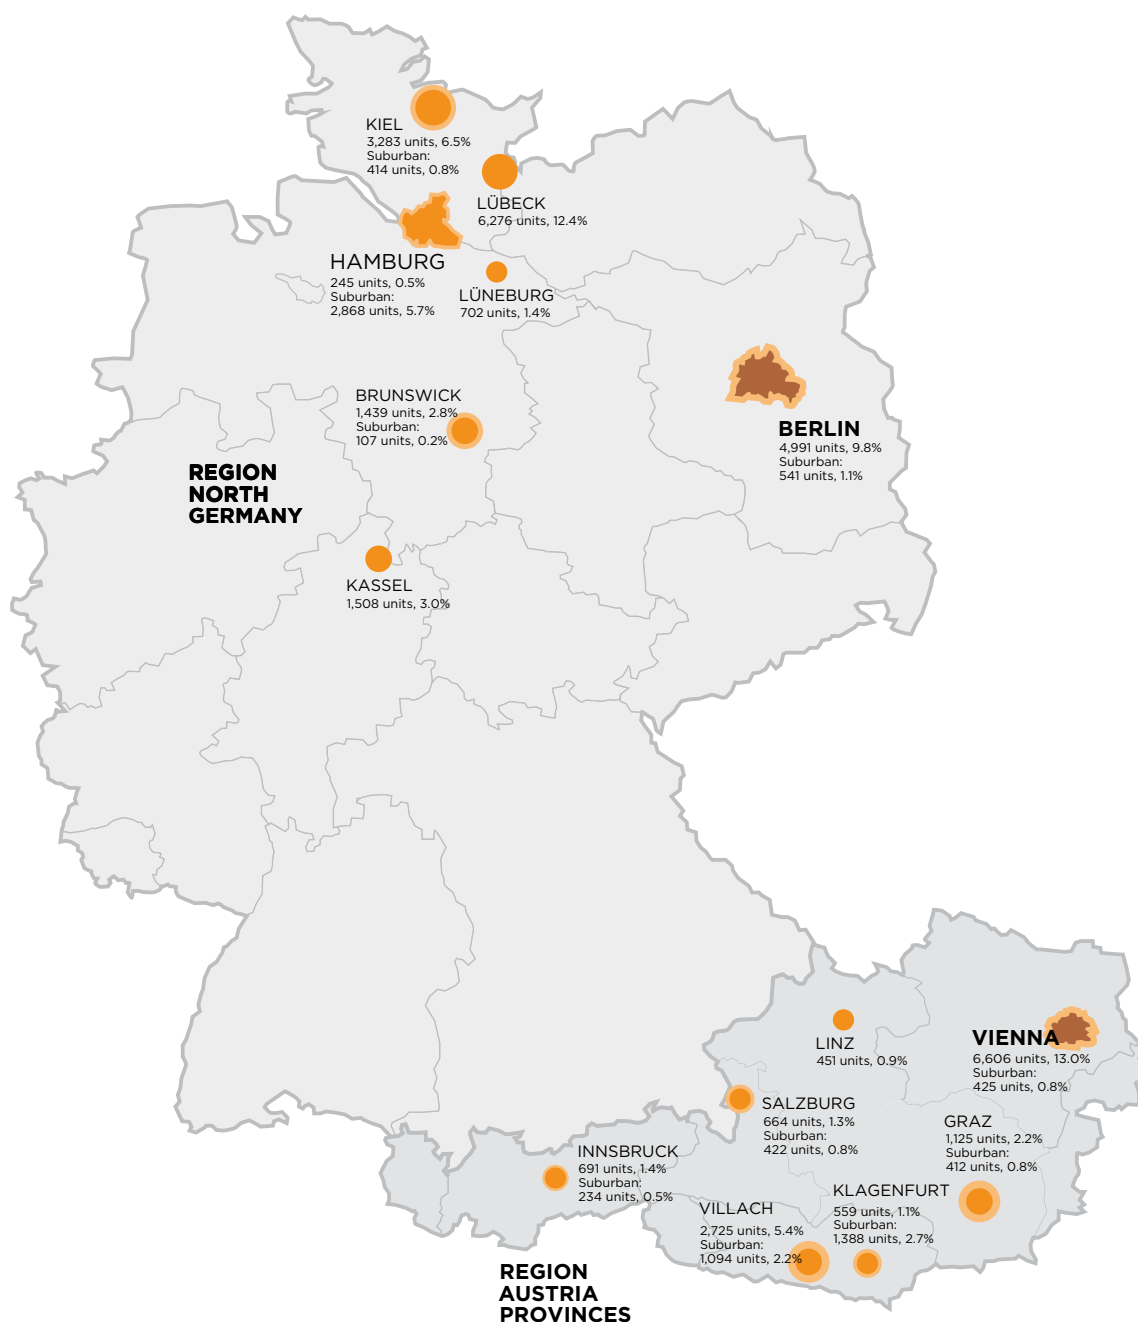 KIEL
3,283 units, 6.5%
Suburban:
414 units, 0.8%
LÜBECK
6,276 units, 12.4%
HAMBURG
245 units, 0.5%
Suburban:
2,868 units, 5.7%
LÜNEBURG
702 units, 1.4%
BRUNSWICK
1,439 units, 2.8%
Suburban:
107 units, 0.2%
BERLIN
4,991 units, 9.8%
Suburban:
541 units, 1.1%
REGION
NORTH
GERMANY
KASSEL
1,508 units, 3.0%
LINZ
451 units, 0.9%
VIENNA
6,606 units, 13.0%
Suburban:
425 units, 0.8%
SALZBURG
664 units, 1.3%
Suburban:
422 units, 0.8%
GRAZ
1,125 units, 2.2%
Suburban:
412 units, 0.8%
INNSBRUCK
691 units, 1.4%
Suburban:
234 units, 0.5%
KLAGENFURT
559 units, 1.1%
Suburban:
1,388 units, 2.7%
VILLACH
2,725 units, 5.4%
Suburban:
1,094 units, 2.2%
REGION
AUSTRIA
PROVINCES